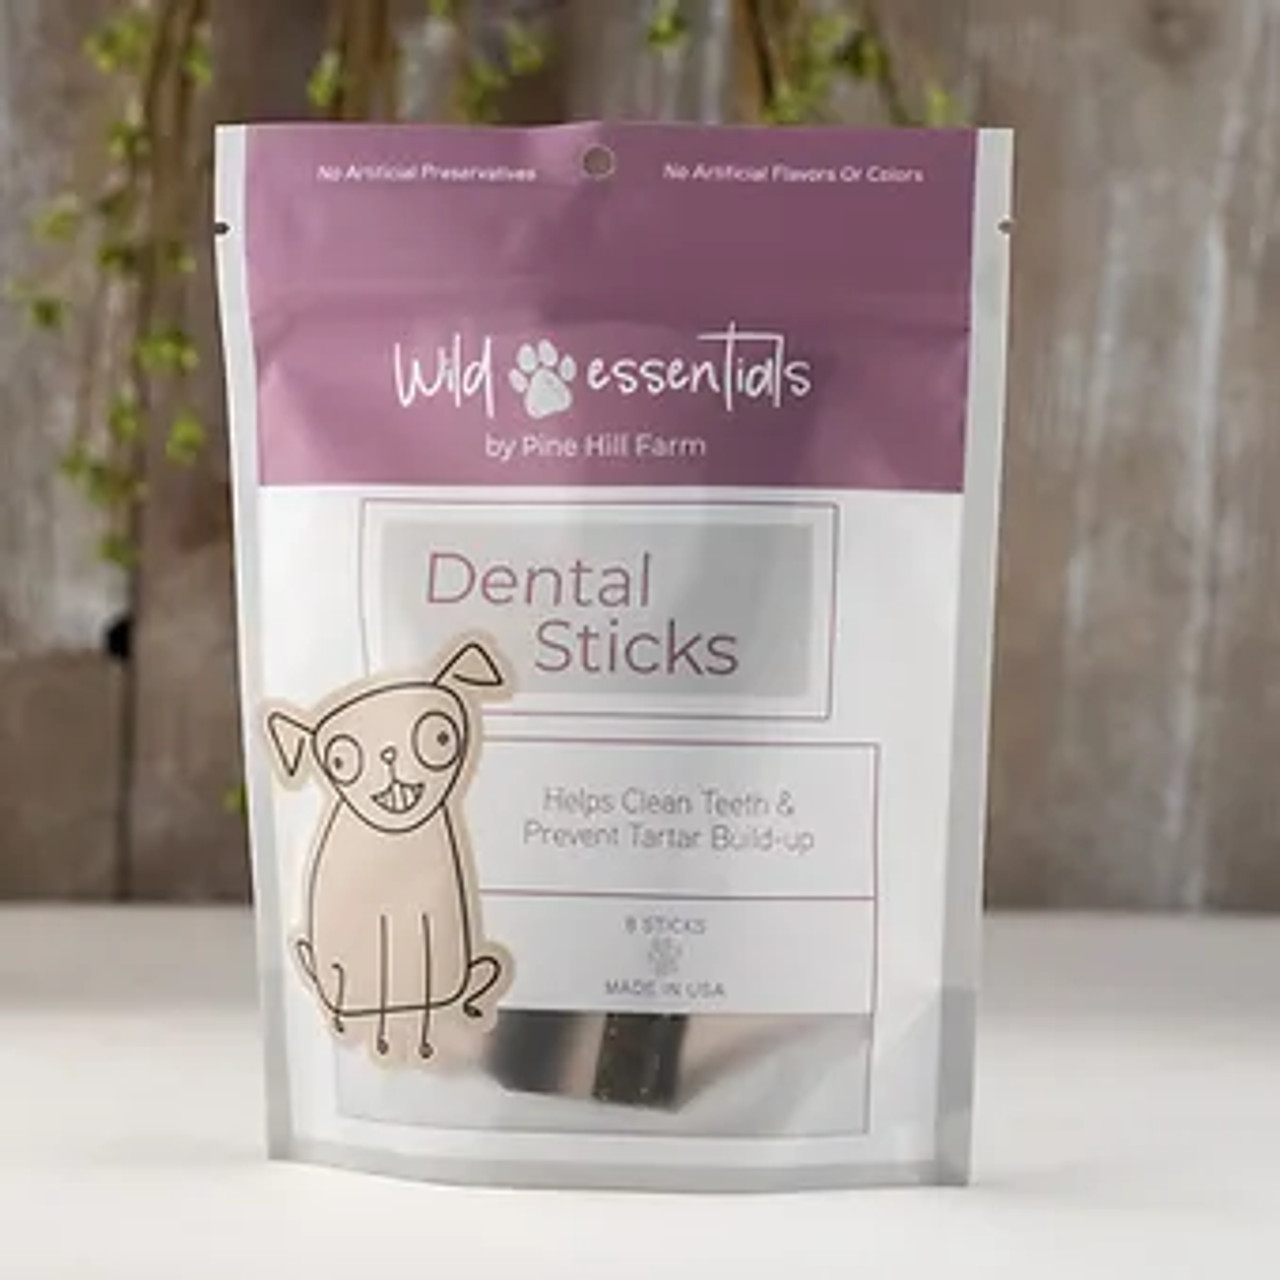 No Artificial Preservatives
No Artificial Flavors Or Colors
Wild essentials
by Pine Hill Farm
Dental
Sticks
Helps Clean Teeth &
Prevent Tartar Build-up
8 STICKS
MADE IN USA